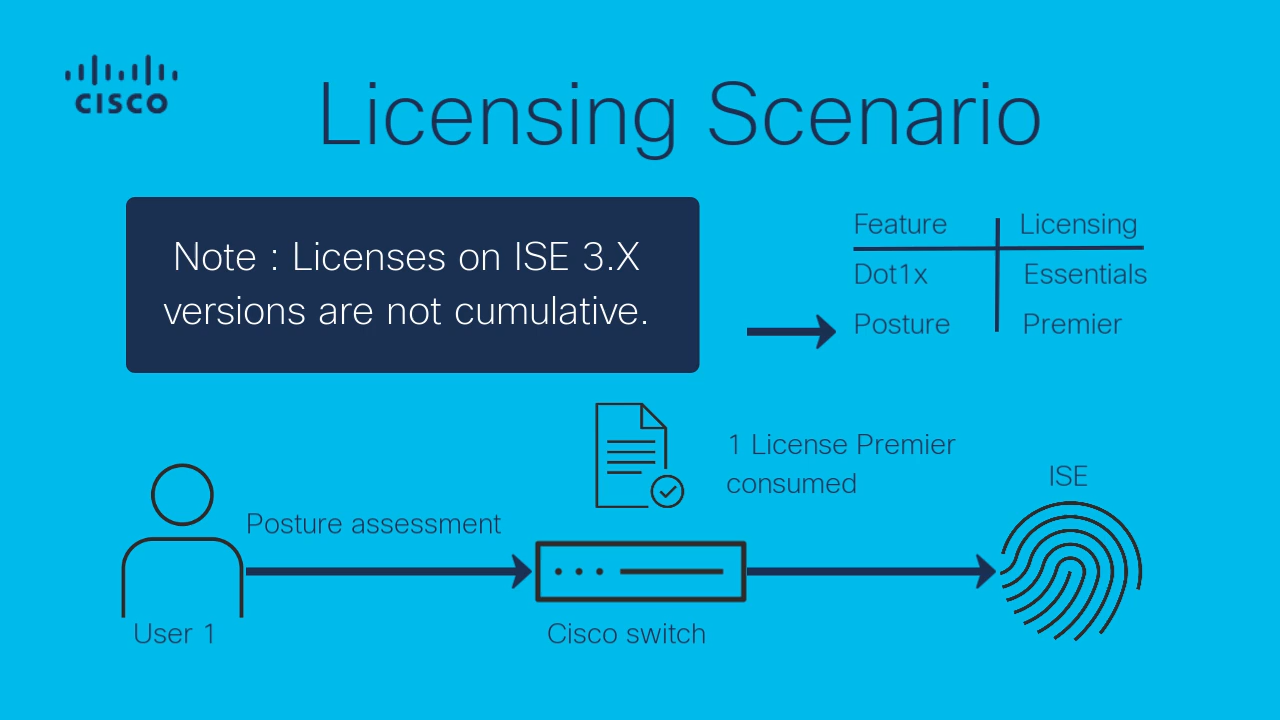 CISCO
Licensing Scenario
Note : Licenses on ISE 3.X
versions are not cumulative.
Feature Licensing
Dot1x Essentials
Posture Premier
1 License Premier
consumed
ISE
Posture assessment
User 1
Cisco switch